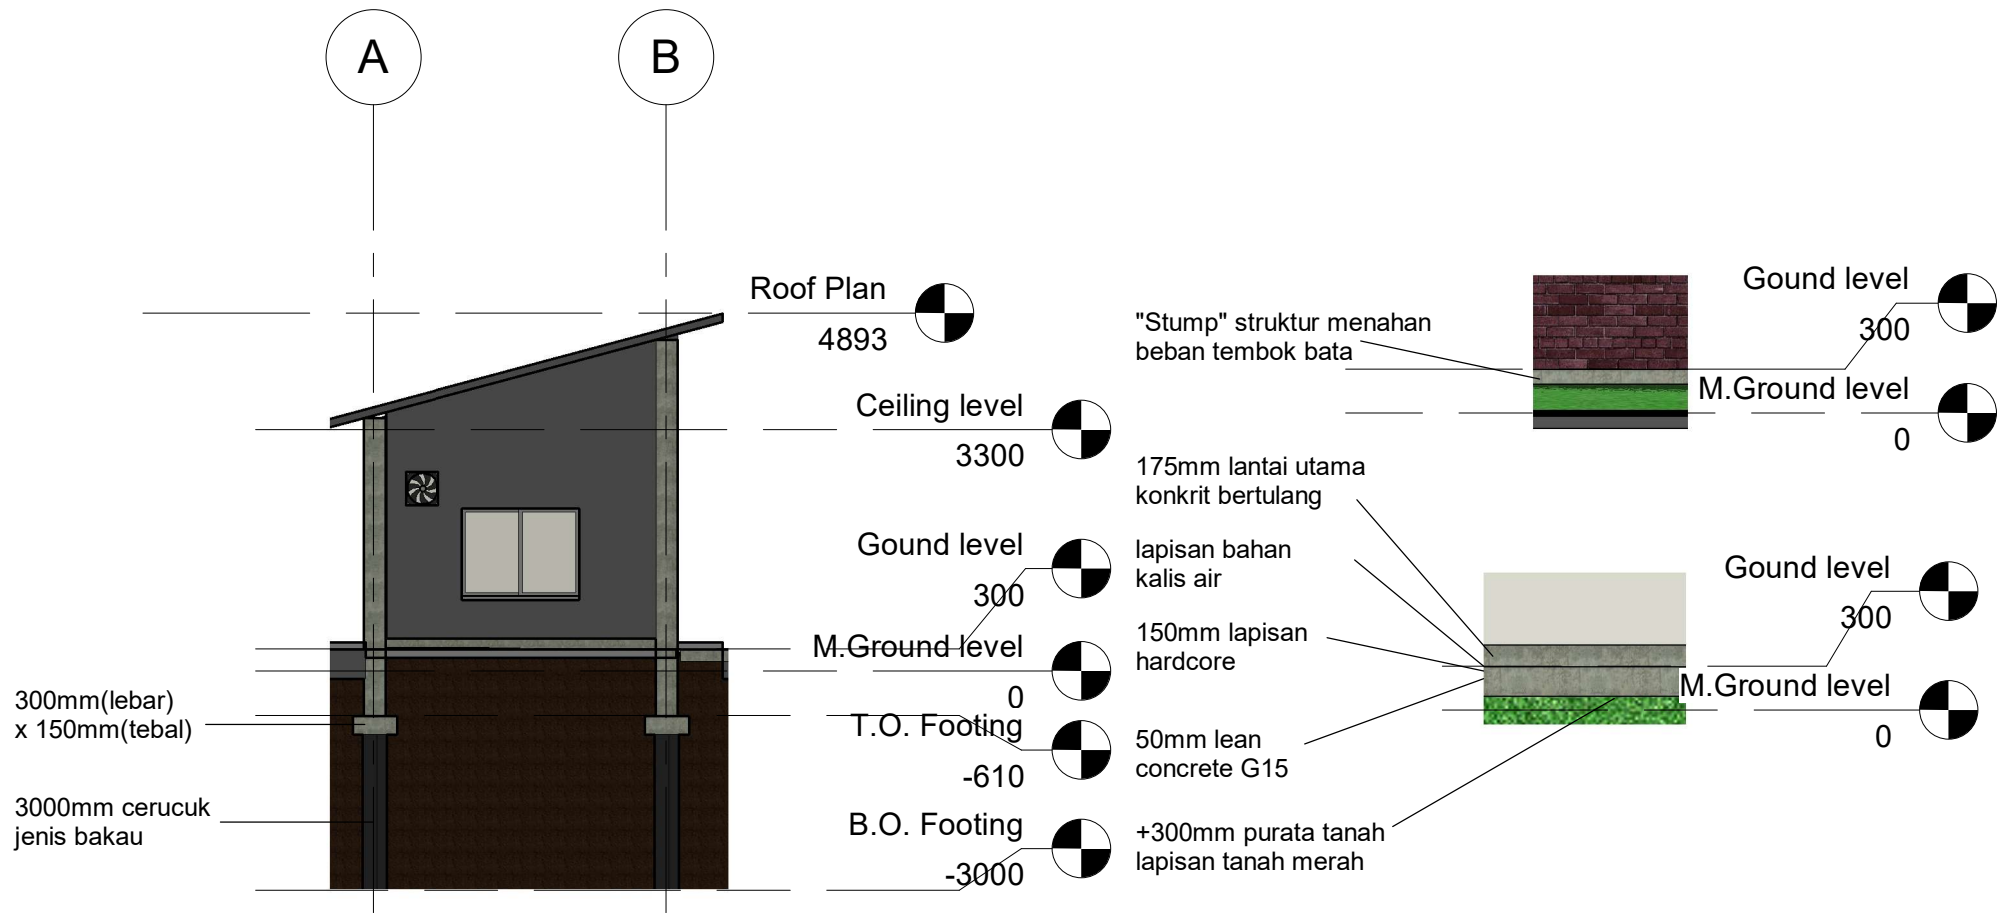 A
B
Roof Plan
4893
Ceiling level
3300
Gound level
300
M.Ground level
0
T.O. Footing
-610
B.O. Footing
-3000
300mm(lebar)
x 150mm(tebal)
3000mm cerucuk
jenis bakau
"Stump" struktur menahan
beban tembok bata
Gound level
300
M.Ground level
0
175mm lantai utama
konkrit bertulang
lapisan bahan
kalis air
150mm lapisan
hardcore
50mm lean
concrete G15
+300mm purata tanah
lapisan tanah merah
Gound level
300
M.Ground level
0